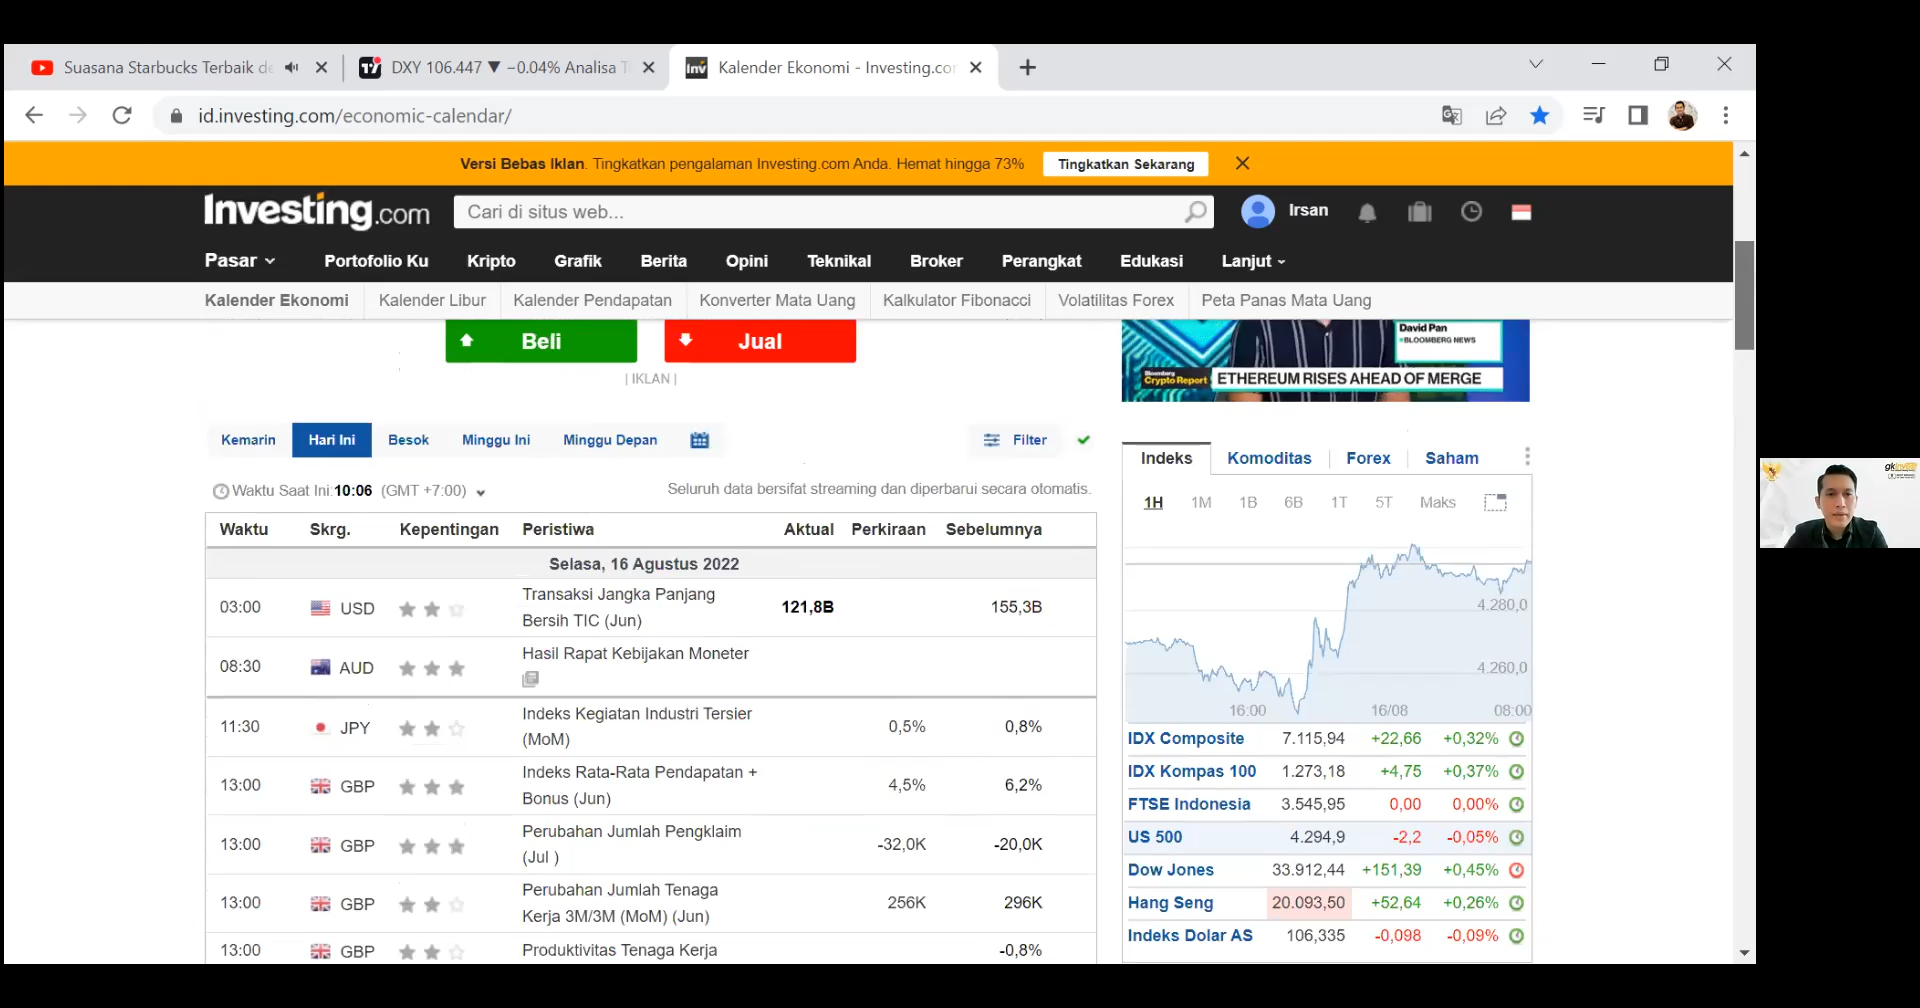 Suasana Starbucks Terbaik de
DXY 106.447 ▼ −0.04% Analisa T
Kalender Ekonomi - Investing.cor
id.investing.com/economic-calendar/
Versi Bebas Iklan. Tingkatkan pengalaman Investing.com Anda. Hemat hingga 73%
Tingkatkan Sekarang
Investing.com
Cari di situs web...
Irsan
Pasar Portofolio Ku Kripto Grafik Berita Opini Teknikal Broker Perangkat Edukasi Lanjut
Kalender Ekonomi Kalender Libur Kalender Pendapatan Konverter Mata Uang Kalkulator Fibonacci Volatilitas Forex Peta Panas Mata Uang
Beli Jual
| IKLAN |
David Pan
BLOOMBERG NEWS
Bloomberg
Crypto Report
ETHEREUM RISES AHEAD OF MERGE
Kemarin Hari Ini Besok Minggu Ini Minggu Depan Filter
Waktu Saat Ini:10:06 (GMT +7:00)
Seluruh data bersifat streaming dan diperbarui secara otomatis.
Waktu Skrg. Kepentingan Peristiwa Aktual Perkiraan Sebelumnya
Selasa, 16 Agustus 2022
03:00 USD Transaksi Jangka Panjang Bersih TIC (Jun) 121,8B 155,3B
08:30 AUD Hasil Rapat Kebijakan Moneter
11:30 JPY Indeks Kegiatan Industri Tersier (MoM) 0,5% 0,8%
13:00 GBP Indeks Rata-Rata Pendapatan + Bonus (Jun) 4,5% 6,2%
13:00 GBP Perubahan Jumlah Pengklaim (Jul ) -32,0K -20,0K
13:00 GBP Perubahan Jumlah Tenaga Kerja 3M/3M (MoM) (Jun) 256K 296K
13:00 GBP Produktivitas Tenaga Kerja -0,8%
Indeks Komoditas Forex Saham
1H 1M 1B 6B 1T 5T Maks
4.280,0
4.260,0
16:00 16/08 08:00
IDX Composite 7.115,94 +22,66 +0,32%
IDX Kompas 100 1.273,18 +4,75 +0,37%
FTSE Indonesia 3.545,95 0,00 0,00%
US 500 4.294,9 -2,2 -0,05%
Dow Jones 33.912,44 +151,39 +0,45%
Hang Seng 20.093,50 +52,64 +0,26%
Indeks Dolar AS 106,335 -0,098 -0,09%
gkinvest